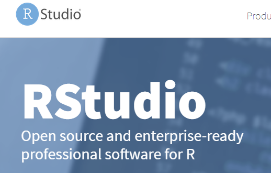 R Studio
Produ
RStudio
Open source and enterprise-ready
professional software for R